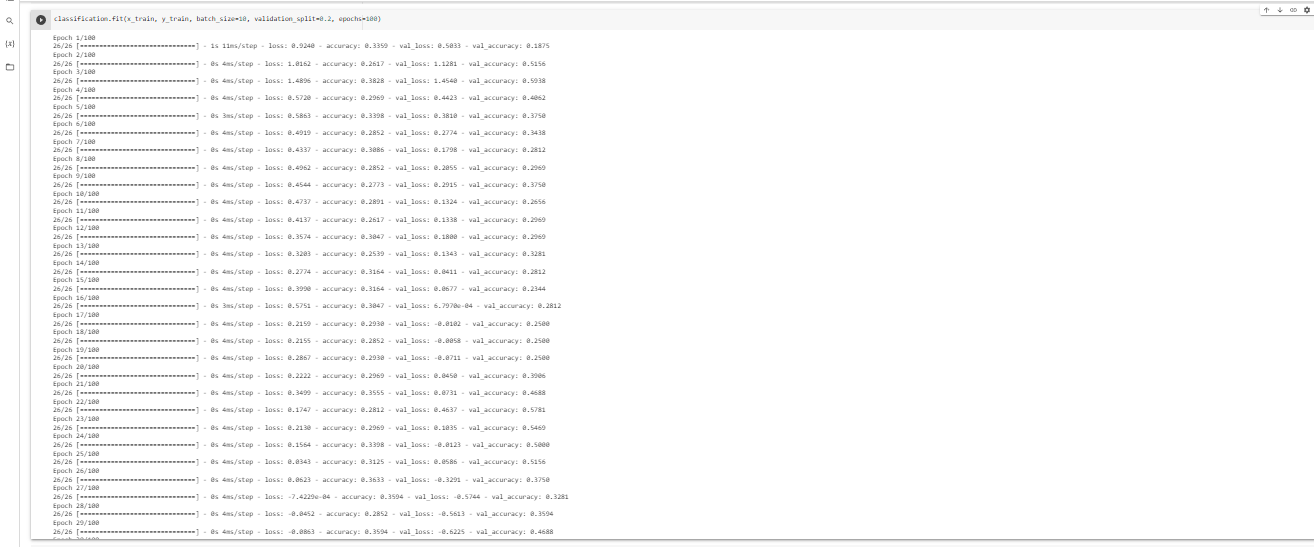 classification.fit(x_train, y_train, batch_size=10, validation_split=0.2, epochs=100)
Epoch 1/100
26/26 [==============================] - 1s 11ms/step - loss: 0.9240 - accuracy: 0.3359 - val_loss: 0.5033 - val_accuracy: 0.1875
Epoch 2/100
26/26 [==============================] - 0s 4ms/step - loss: 1.0162 - accuracy: 0.2617 - val_loss: 1.1281 - val_accuracy: 0.5156
Epoch 3/100
26/26 [==============================] - 0s 4ms/step - loss: 1.4896 - accuracy: 0.3828 - val_loss: 1.4540 - val_accuracy: 0.5938
Epoch 4/100
26/26 [==============================] - 0s 4ms/step - loss: 0.5720 - accuracy: 0.2969 - val_loss: 0.4423 - val_accuracy: 0.4062
Epoch 5/100
26/26 [==============================] - 0s 3ms/step - loss: 0.5863 - accuracy: 0.3398 - val_loss: 0.3810 - val_accuracy: 0.3750
Epoch 6/100
26/26 [==============================] - 0s 4ms/step - loss: 0.4919 - accuracy: 0.2852 - val_loss: 0.2774 - val_accuracy: 0.3438
Epoch 7/100
26/26 [==============================] - 0s 4ms/step - loss: 0.4337 - accuracy: 0.3086 - val_loss: 0.1798 - val_accuracy: 0.2812
Epoch 8/100
26/26 [==============================] - 0s 4ms/step - loss: 0.4962 - accuracy: 0.2852 - val_loss: 0.2055 - val_accuracy: 0.2969
Epoch 9/100
26/26 [==============================] - 0s 4ms/step - loss: 0.4544 - accuracy: 0.2773 - val_loss: 0.2915 - val_accuracy: 0.3750
Epoch 10/100
26/26 [==============================] - 0s 4ms/step - loss: 0.4737 - accuracy: 0.2891 - val_loss: 0.1324 - val_accuracy: 0.2656
Epoch 11/100
26/26 [==============================] - 0s 4ms/step - loss: 0.4137 - accuracy: 0.2617 - val_loss: 0.1338 - val_accuracy: 0.2969
Epoch 12/100
26/26 [==============================] - 0s 4ms/step - loss: 0.3574 - accuracy: 0.3047 - val_loss: 0.1800 - val_accuracy: 0.2969
Epoch 13/100
26/26 [==============================] - 0s 4ms/step - loss: 0.3203 - accuracy: 0.2539 - val_loss: 0.1343 - val_accuracy: 0.3281
Epoch 14/100
26/26 [==============================] - 0s 4ms/step - loss: 0.2774 - accuracy: 0.3164 - val_loss: 0.0411 - val_accuracy: 0.2812
Epoch 15/100
26/26 [==============================] - 0s 4ms/step - loss: 0.3990 - accuracy: 0.3164 - val_loss: 0.0677 - val_accuracy: 0.2344
Epoch 16/100
26/26 [==============================] - 0s 3ms/step - loss: 0.5751 - accuracy: 0.3047 - val_loss: 6.7970e-04 - val_accuracy: 0.2812
Epoch 17/100
26/26 [==============================] - 0s 4ms/step - loss: 0.2159 - accuracy: 0.2930 - val_loss: -0.0102 - val_accuracy: 0.2500
Epoch 18/100
26/26 [==============================] - 0s 4ms/step - loss: 0.2155 - accuracy: 0.2852 - val_loss: -0.0058 - val_accuracy: 0.2500
Epoch 19/100
26/26 [==============================] - 0s 4ms/step - loss: 0.2867 - accuracy: 0.2930 - val_loss: -0.0711 - val_accuracy: 0.2500
Epoch 20/100
26/26 [==============================] - 0s 4ms/step - loss: 0.2222 - accuracy: 0.2969 - val_loss: 0.0450 - val_accuracy: 0.3906
Epoch 21/100
26/26 [==============================] - 0s 4ms/step - loss: 0.3499 - accuracy: 0.3555 - val_loss: 0.0731 - val_accuracy: 0.4688
Epoch 22/100
26/26 [==============================] - 0s 4ms/step - loss: 0.1747 - accuracy: 0.2812 - val_loss: 0.4637 - val_accuracy: 0.5781
Epoch 23/100
26/26 [==============================] - 0s 4ms/step - loss: 0.2130 - accuracy: 0.2969 - val_loss: 0.1035 - val_accuracy: 0.5469
Epoch 24/100
26/26 [==============================] - 0s 4ms/step - loss: 0.1564 - accuracy: 0.3398 - val_loss: -0.0123 - val_accuracy: 0.5000
Epoch 25/100
26/26 [==============================] - 0s 4ms/step - loss: 0.0343 - accuracy: 0.3125 - val_loss: 0.0586 - val_accuracy: 0.5156
Epoch 26/100
26/26 [==============================] - 0s 4ms/step - loss: 0.0623 - accuracy: 0.3633 - val_loss: -0.3291 - val_accuracy: 0.3750
Epoch 27/100
26/26 [==============================] - 0s 4ms/step - loss: -7.4229e-04 - accuracy: 0.3594 - val_loss: -0.5744 - val_accuracy: 0.3281
Epoch 28/100
26/26 [==============================] - 0s 4ms/step - loss: -0.0452 - accuracy: 0.2852 - val_loss: -0.5613 - val_accuracy: 0.3594
Epoch 29/100
26/26 [==============================] - 0s 4ms/step - loss: -0.0863 - accuracy: 0.3594 - val_loss: -0.6225 - val_accuracy: 0.4688